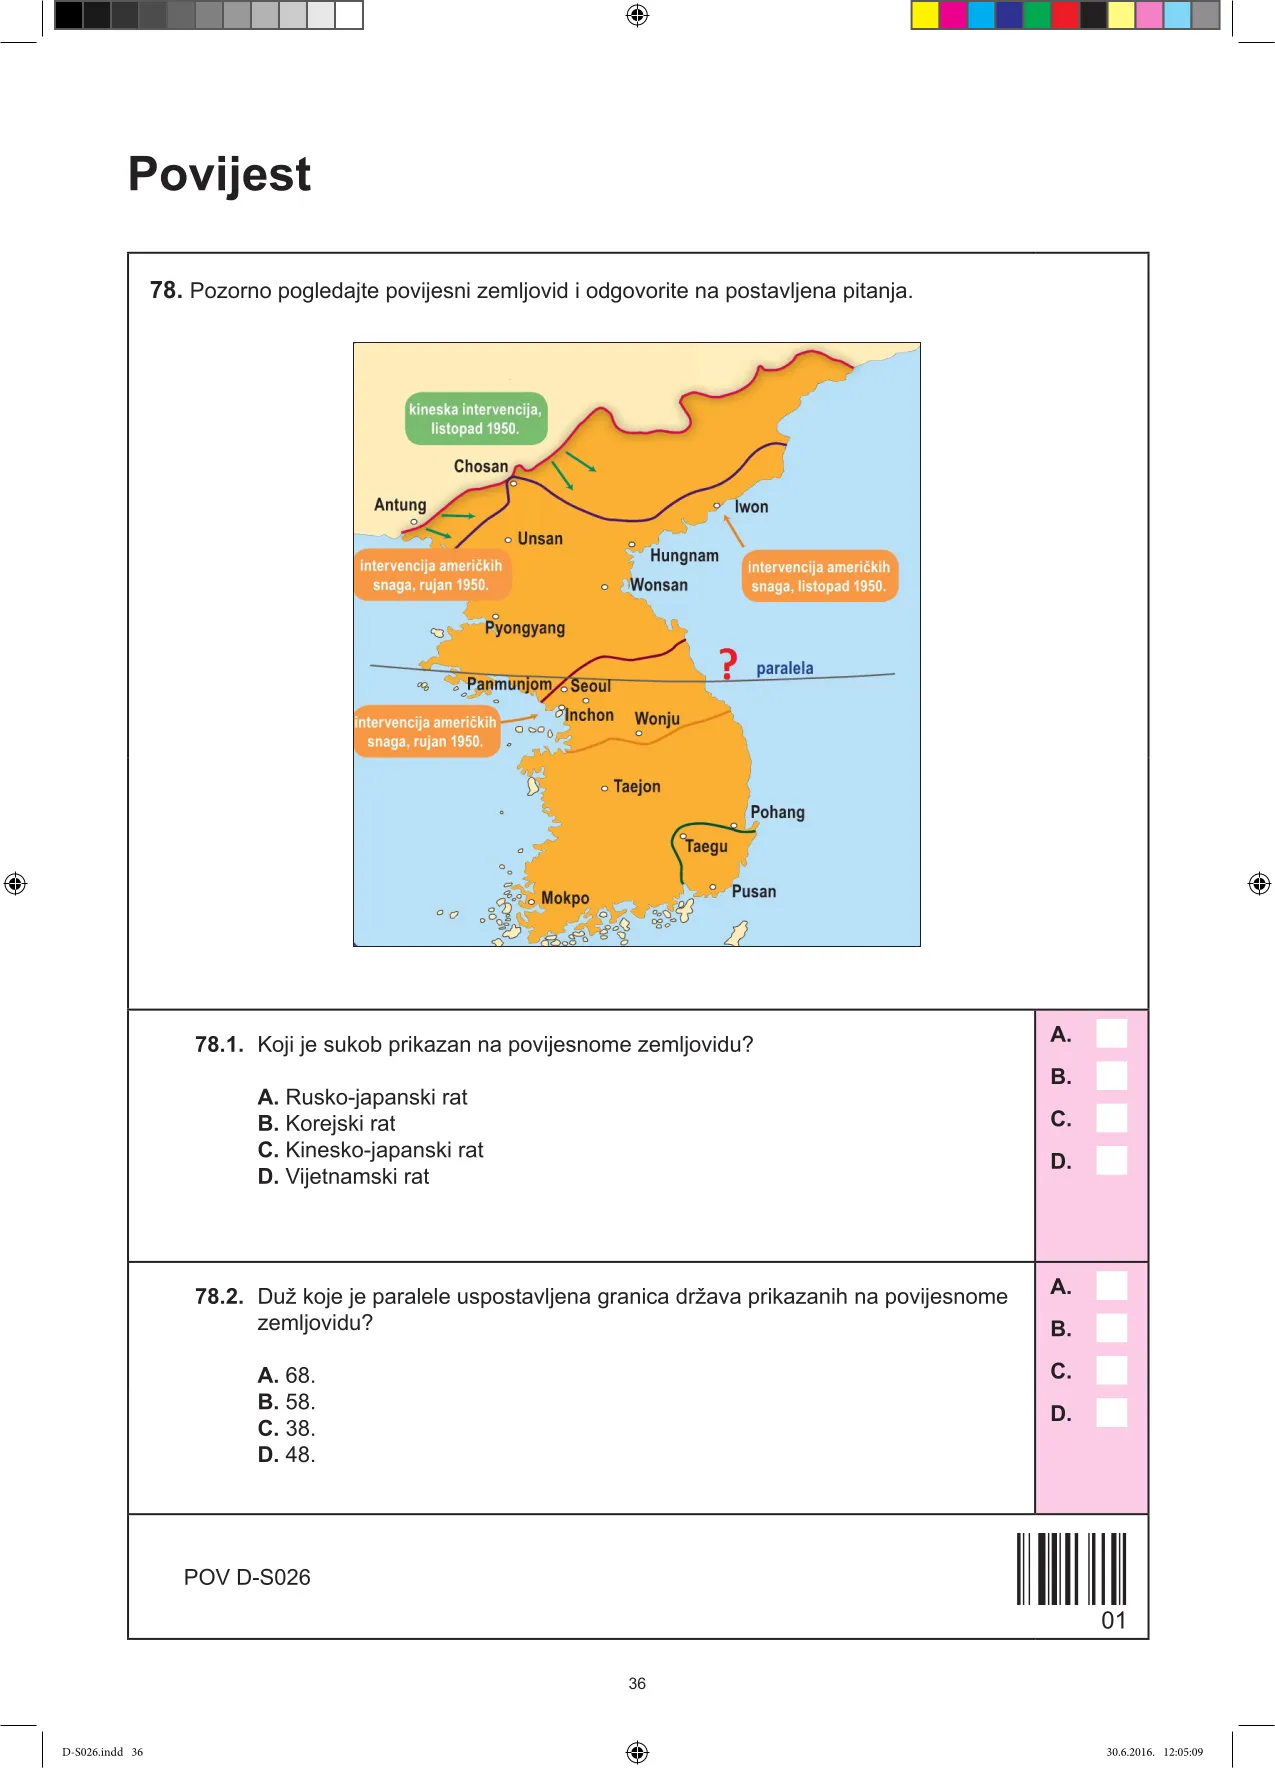 Povijest
78. Pozorno pogledajte povijesni zemljovid i odgovorite na postavljena pitanja.
kineska intervencija,
listopad 1950.
Chosan
Antung
Iwon
Unsan
Hungnam
intervencija američkih
snaga, rujan 1950.
intervencija američkih
snaga, listopad 1950.
Wonsan
Pyongyang
?
paralela
Panmunjom
Seoul
Inchon
Wonju
intervencija američkih
snaga, rujan 1950.
Taejon
Pohang
Taegu
Pusan
Mokpo
78.1. Koji je sukob prikazan na povijesnome zemljovidu?
A. Rusko-japanski rat
B. Korejski rat
C. Kinesko-japanski rat
D. Vijetnamski rat
A.
B.
C.
D.
78.2. Duž koje je paralele uspostavljena granica država prikazanih na povijesnome
zemljovidu?
A. 68.
B. 58.
C. 38.
D. 48.
A.
B.
C.
D.
POV D-S026
01
36
D-S026.indd 36
30.6.2016. 12:05:09